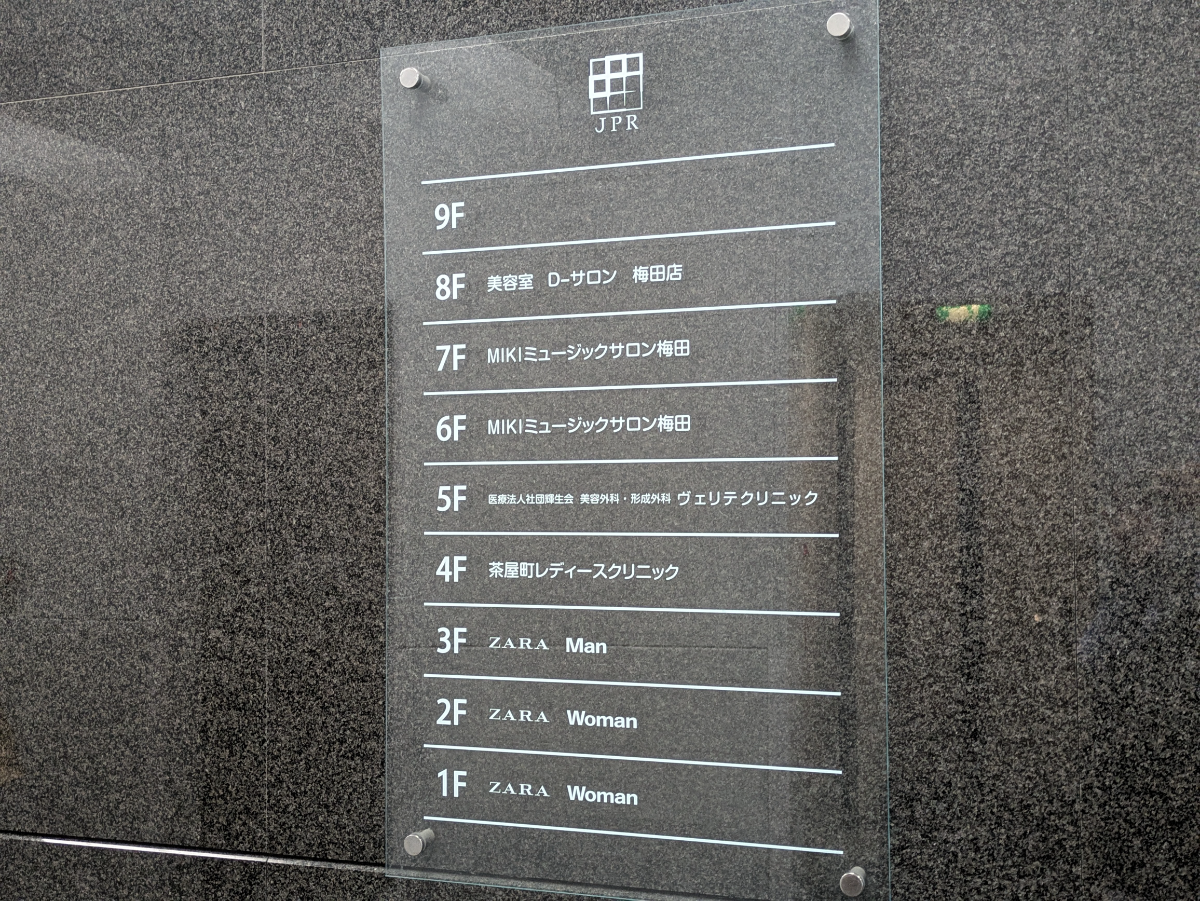 JPR
9F
8F 美容室 D-サロン 梅田店
7F MIKIミュージックサロン梅田
6F MIKIミュージックサロン梅田
5F 医療法人社団輝生会 美容外科・形成外科 ヴェリテクリニック
4F 茶屋町レディースクリニック
3F ZARA Man
2F ZARA Woman
1F ZARA Woman